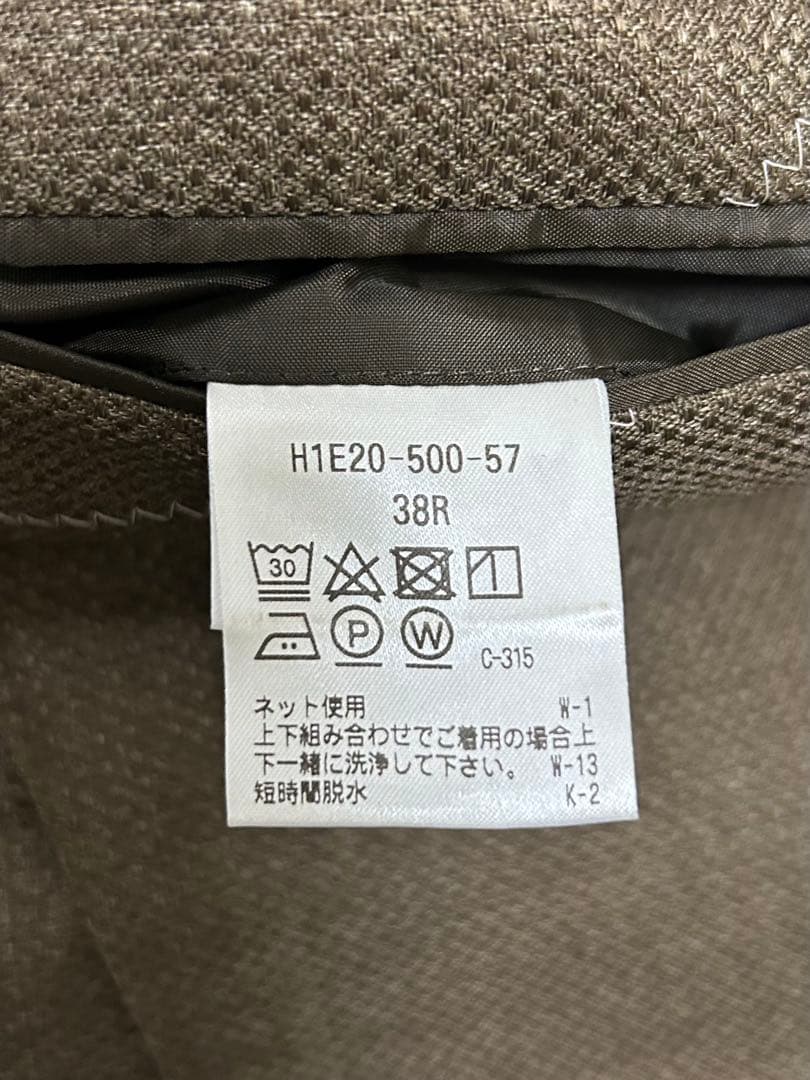 H1E20-500-57
38R
30
P W C-315
ネット使用 W-1
上下組み合わせでご着用の場合上
下一緒に洗浄して下さい。 W-13
短時間脱水 K-2